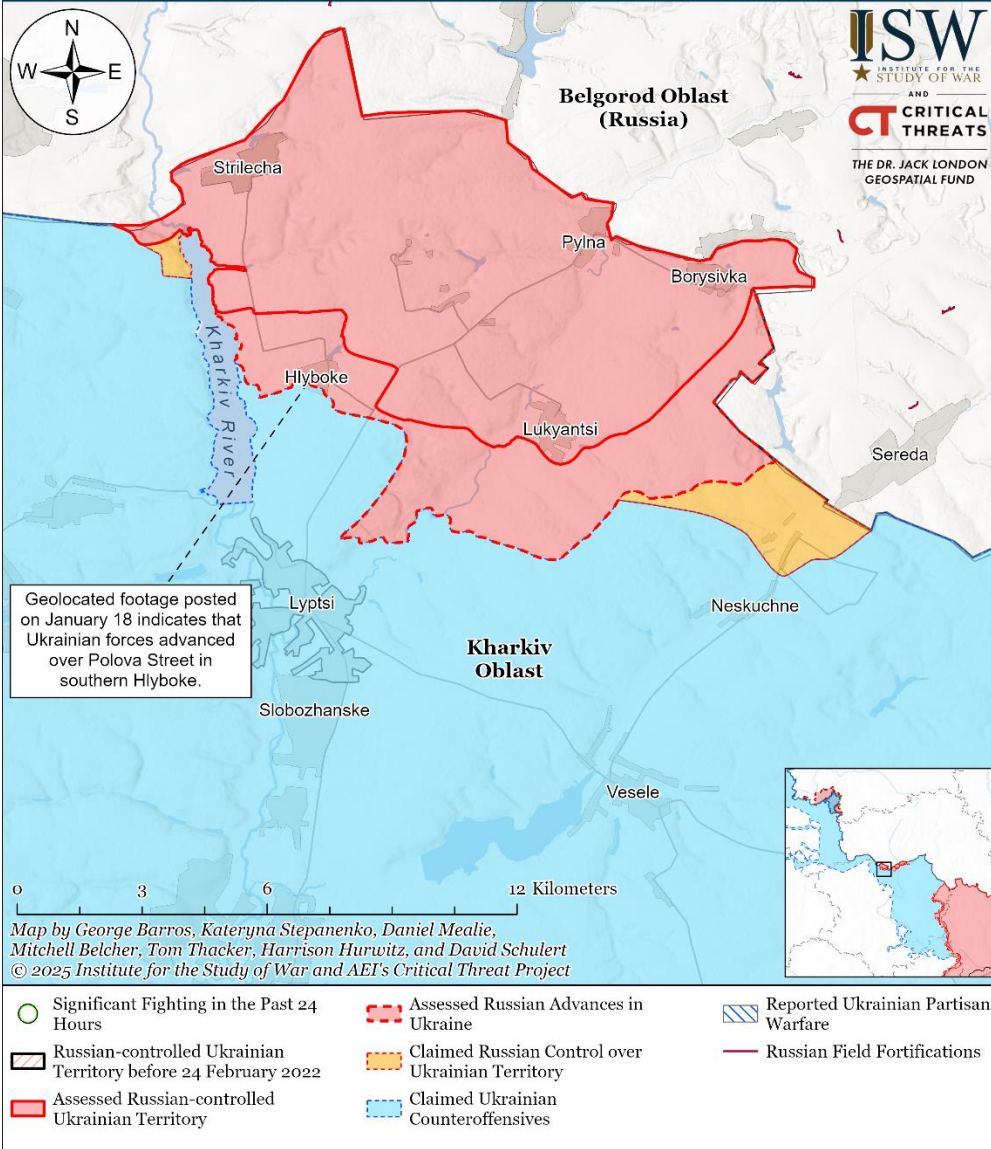 N
W
E
S
ISW
INSTITUTE FOR THE
STUDY OF WAR
AND
CT CRITICAL
THREATS
THE DR. JACK LONDON
GEOSPATIAL FUND
Belgorod Oblast
(Russia)
Strilecha
Pylna
Borysivka
Kharkiv River
Hlyboke
Lukyantsi
Sereda
Geolocated footage posted
on January 18 indicates that
Ukrainian forces advanced
over Polova Street in
southern Hlyboke.
Lyptsi
Neskuchne
Kharkiv
Oblast
Slobozhanske
Vesele
0 3 6 12 Kilometers
Map by George Barros, Kateryna Stepanenko, Daniel Mealie,
Mitchell Belcher, Tom Thacker, Harrison Hurwitz, and David Schulert
© 2025 Institute for the Study of War and AEI's Critical Threat Project
Significant Fighting in the Past 24
Hours
Russian-controlled Ukrainian
Territory before 24 February 2022
Assessed Russian-controlled
Ukrainian Territory
Assessed Russian Advances in
Ukraine
Claimed Russian Control over
Ukrainian Territory
Claimed Ukrainian
Counteroffensives
Reported Ukrainian Partisan
Warfare
Russian Field Fortifications